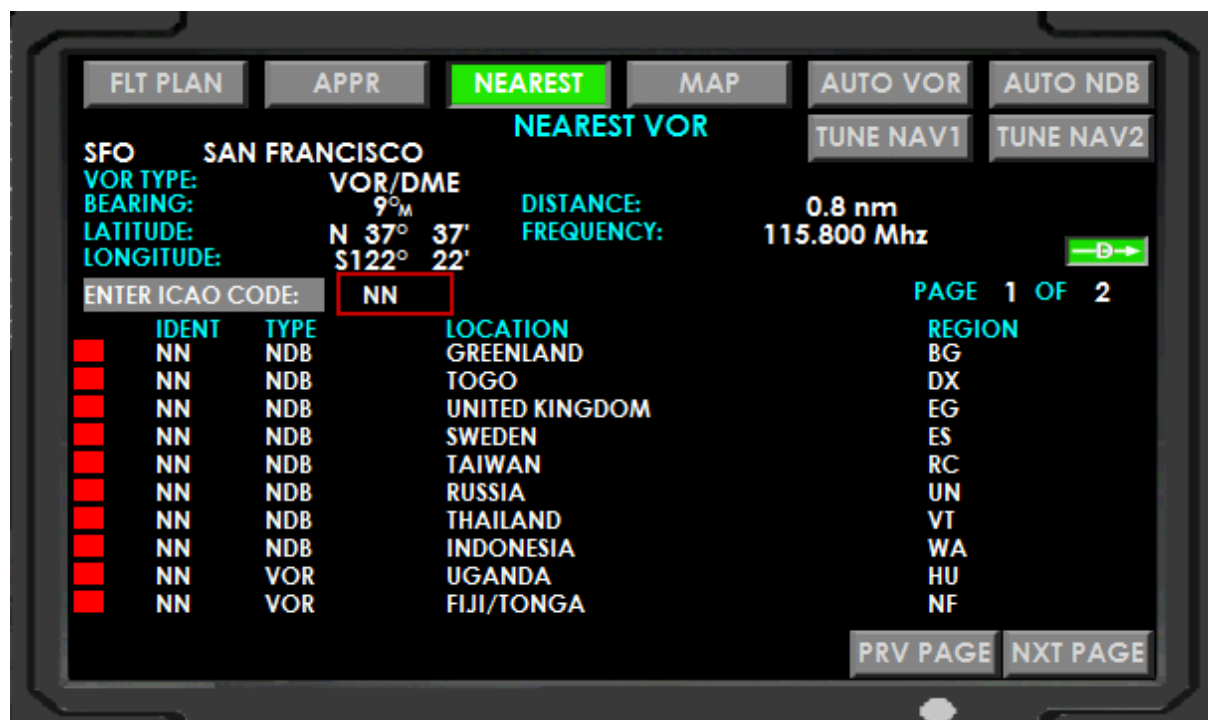 FLT PLAN APPR NEAREST MAP AUTO VOR AUTO NDB
NEAREST VOR TUNE NAV1 TUNE NAV2
SFO SAN FRANCISCO
VOR TYPE: VOR/DME
BEARING: 9°M DISTANCE: 0.8 nm
LATITUDE: N 37° 37' FREQUENCY: 115.800 Mhz
LONGITUDE: S122° 22' D
ENTER ICAO CODE: NN PAGE 1 OF 2
IDENT TYPE LOCATION REGION
NN NDB GREENLAND BG
NN NDB TOGO DX
NN NDB UNITED KINGDOM EG
NN NDB SWEDEN ES
NN NDB TAIWAN RC
NN NDB RUSSIA UN
NN NDB THAILAND VT
NN NDB INDONESIA WA
NN VOR UGANDA HU
NN VOR FIJI/TONGA NF
PRV PAGE NXT PAGE